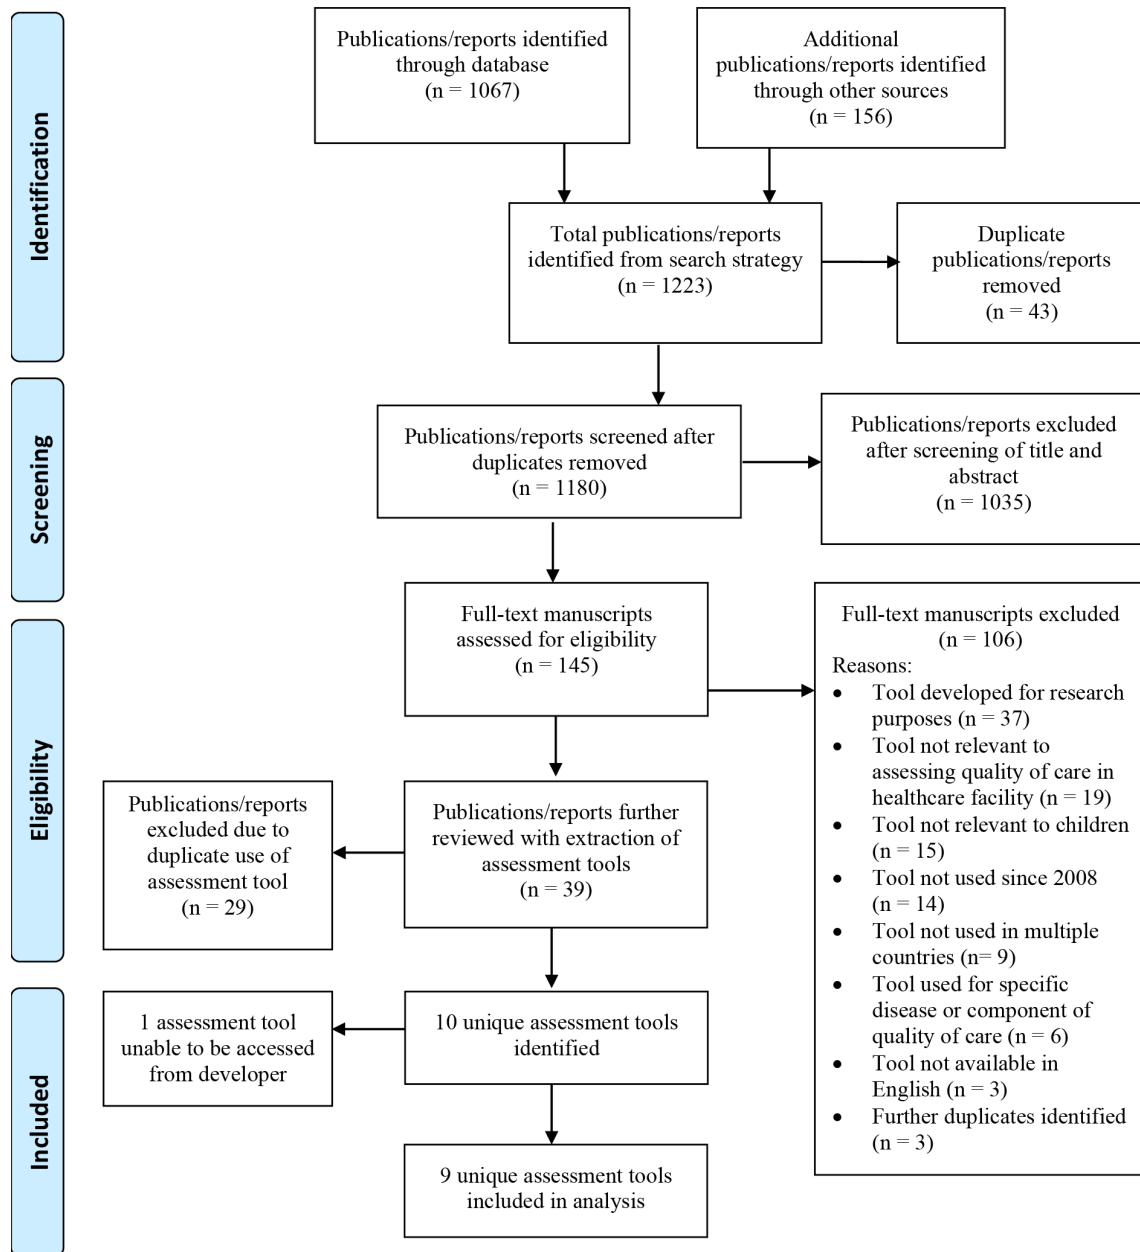 Identification
Publications/reports identified
through database
(n = 1067)
Additional
publications/reports identified
through other sources
(n = 156)
Total publications/reports
identified from search strategy
(n = 1223)
Duplicate
publications/reports
removed
(n = 43)
Screening
Publications/reports screened after
duplicates removed
(n = 1180)
Publications/reports excluded
after screening of title and
abstract
(n = 1035)
Eligibility
Full-text manuscripts
assessed for eligibility
(n = 145)
Full-text manuscripts excluded
(n = 106)
Reasons:
• Tool developed for research
purposes (n = 37)
• Tool not relevant to
assessing quality of care in
healthcare facility (n = 19)
• Tool not relevant to children
(n = 15)
• Tool not used since 2008
(n = 14)
• Tool not used in multiple
countries (n= 9)
• Tool used for specific
disease or component of
quality of care (n = 6)
• Tool not available in
English (n = 3)
• Further duplicates identified
(n = 3)
Publications/reports
excluded due to
duplicate use of
assessment tool
(n = 29)
Publications/reports further
reviewed with extraction of
assessment tools
(n = 39)
Included
1 assessment tool
unable to be accessed
from developer
10 unique assessment tools
identified
9 unique assessment tools
included in analysis